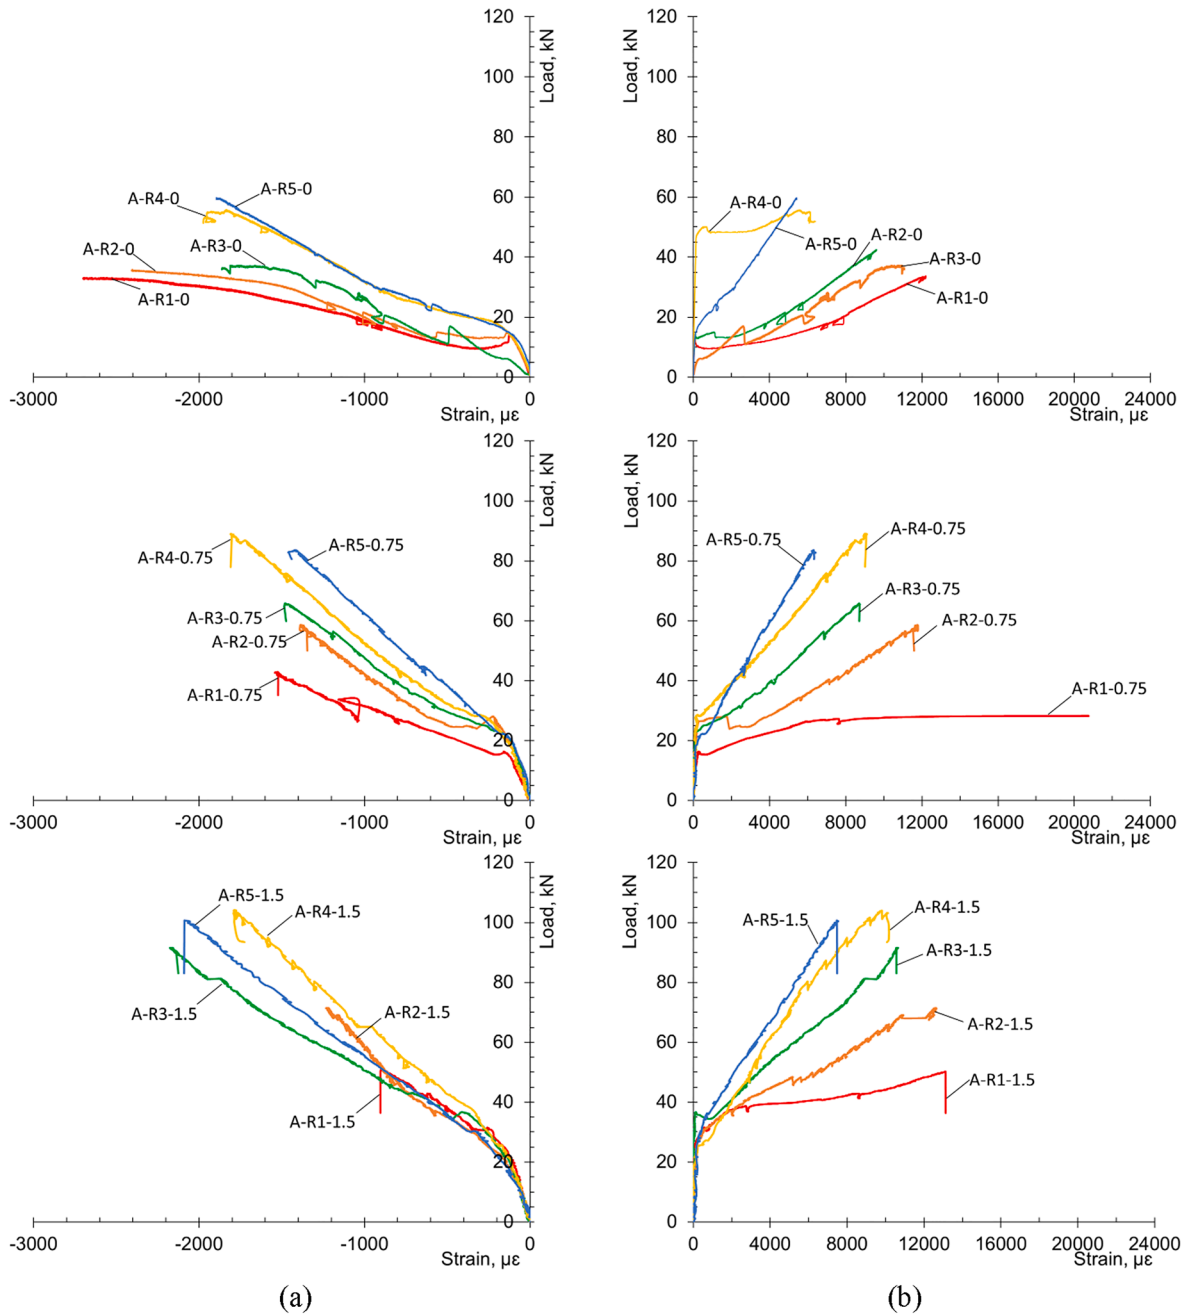 120
Load, kN
100
80
60
40
20
0
A-R4-0
A-R5-0
A-R2-0
A-R3-0
A-R1-0
-3000
-2000
-1000
0
Strain, µε
120
Load, kN
100
80
60
40
20
0
A-R4-0
A-R5-0
A-R2-0
A-R3-0
A-R1-0
0
4000
8000
12000
16000
20000
24000
Strain, µε
120
Load, kN
100
80
60
40
20
0
A-R4-0.75
A-R5-0.75
A-R3-0.75
A-R2-0.75
A-R1-0.75
-3000
-2000
-1000
0
Strain, µε
120
Load, kN
100
80
60
40
20
0
A-R5-0.75
A-R4-0.75
A-R3-0.75
A-R2-0.75
A-R1-0.75
0
4000
8000
12000
16000
20000
24000
Strain, µε
120
Load, kN
100
80
60
40
20
0
A-R5-1.5
A-R4-1.5
A-R3-1.5
A-R2-1.5
A-R1-1.5
-3000
-2000
-1000
0
Strain, µε
120
Load, kN
100
80
60
40
20
0
A-R5-1.5
A-R4-1.5
A-R3-1.5
A-R2-1.5
A-R1-1.5
0
4000
8000
12000
16000
20000
24000
Strain, µε
(a)
(b)